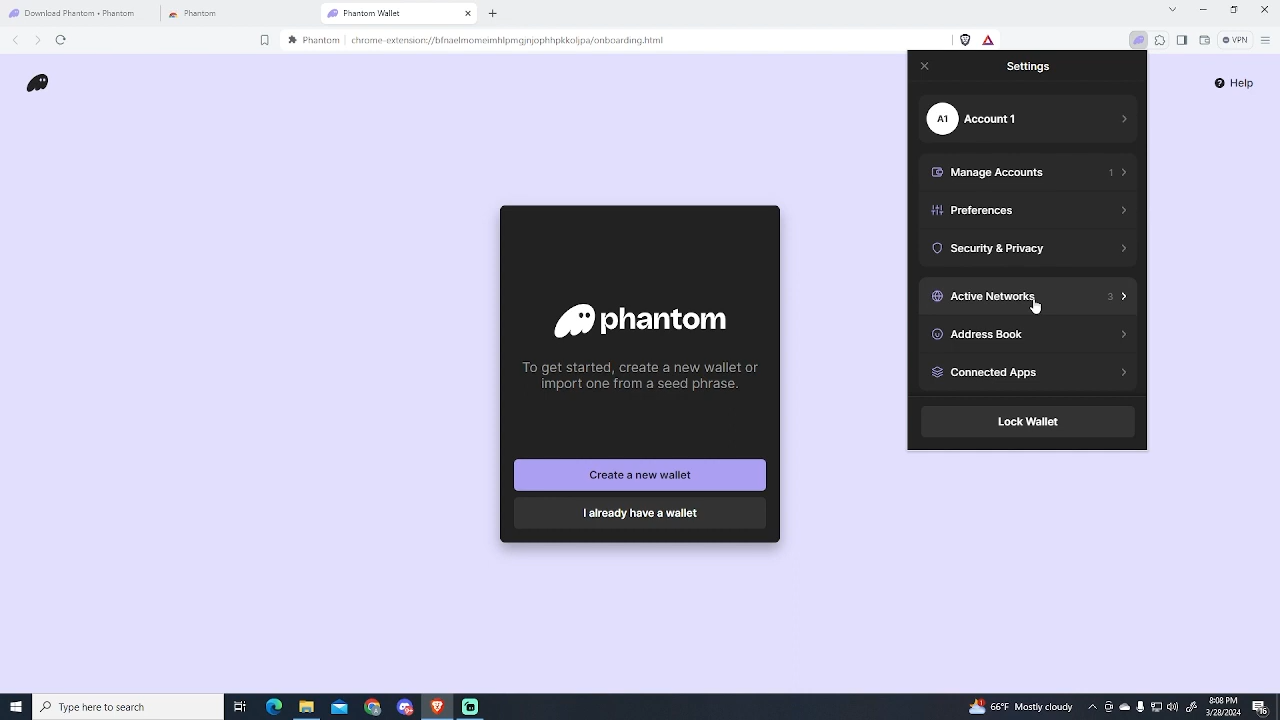 Download Phantom • Phantom
Phantom
Phantom Wallet
Phantom
chrome-extension://bfnaelmomeimhlpmgjnjophhpkkoljpa/onboarding.html
VPN
Help
Settings
A1
Account 1
Manage Accounts 1
Preferences
Security & Privacy
Active Networks 3
Address Book
Connected Apps
Lock Wallet
phantom
To get started, create a new wallet or
import one from a seed phrase.
Create a new wallet
I already have a wallet
Type here to search
66°F Mostly cloudy
8:08 PM
3/28/2024